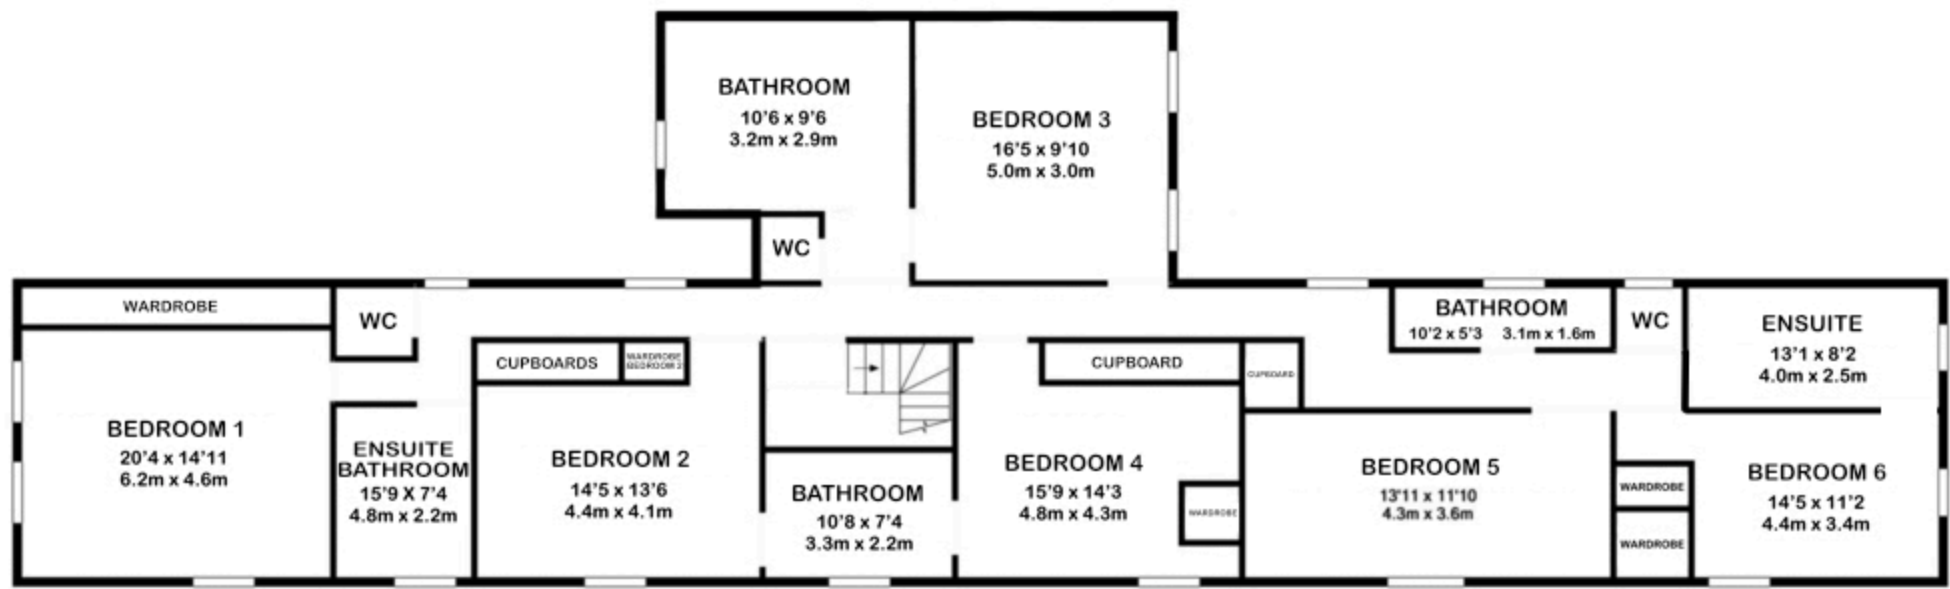 BATHROOM
10'6 x 9'6
3.2m x 2.9m
BEDROOM 3
16'5 x 9'10
5.0m x 3.0m
WC
WARDROBE
WC
BEDROOM 1
20'4 x 14'11
6.2m x 4.6m
ENSUITE
BATHROOM
15'9 X 7'4
4.8m x 2.2m
CUPBOARDS
WARDROBE
BEDROOM 2
BEDROOM 2
14'5 x 13'6
4.4m x 4.1m
BATHROOM
10'8 x 7'4
3.3m x 2.2m
CUPBOARD
BEDROOM 4
15'9 x 14'3
4.8m x 4.3m
WARDROBE
CUPBOARD
BATHROOM
10'2 x 5'3 3.1m x 1.6m
WC
BEDROOM 5
13'11 x 11'10
4.3m x 3.6m
ENSUITE
13'1 x 8'2
4.0m x 2.5m
WARDROBE
WARDROBE
BEDROOM 6
14'5 x 11'2
4.4m x 3.4m